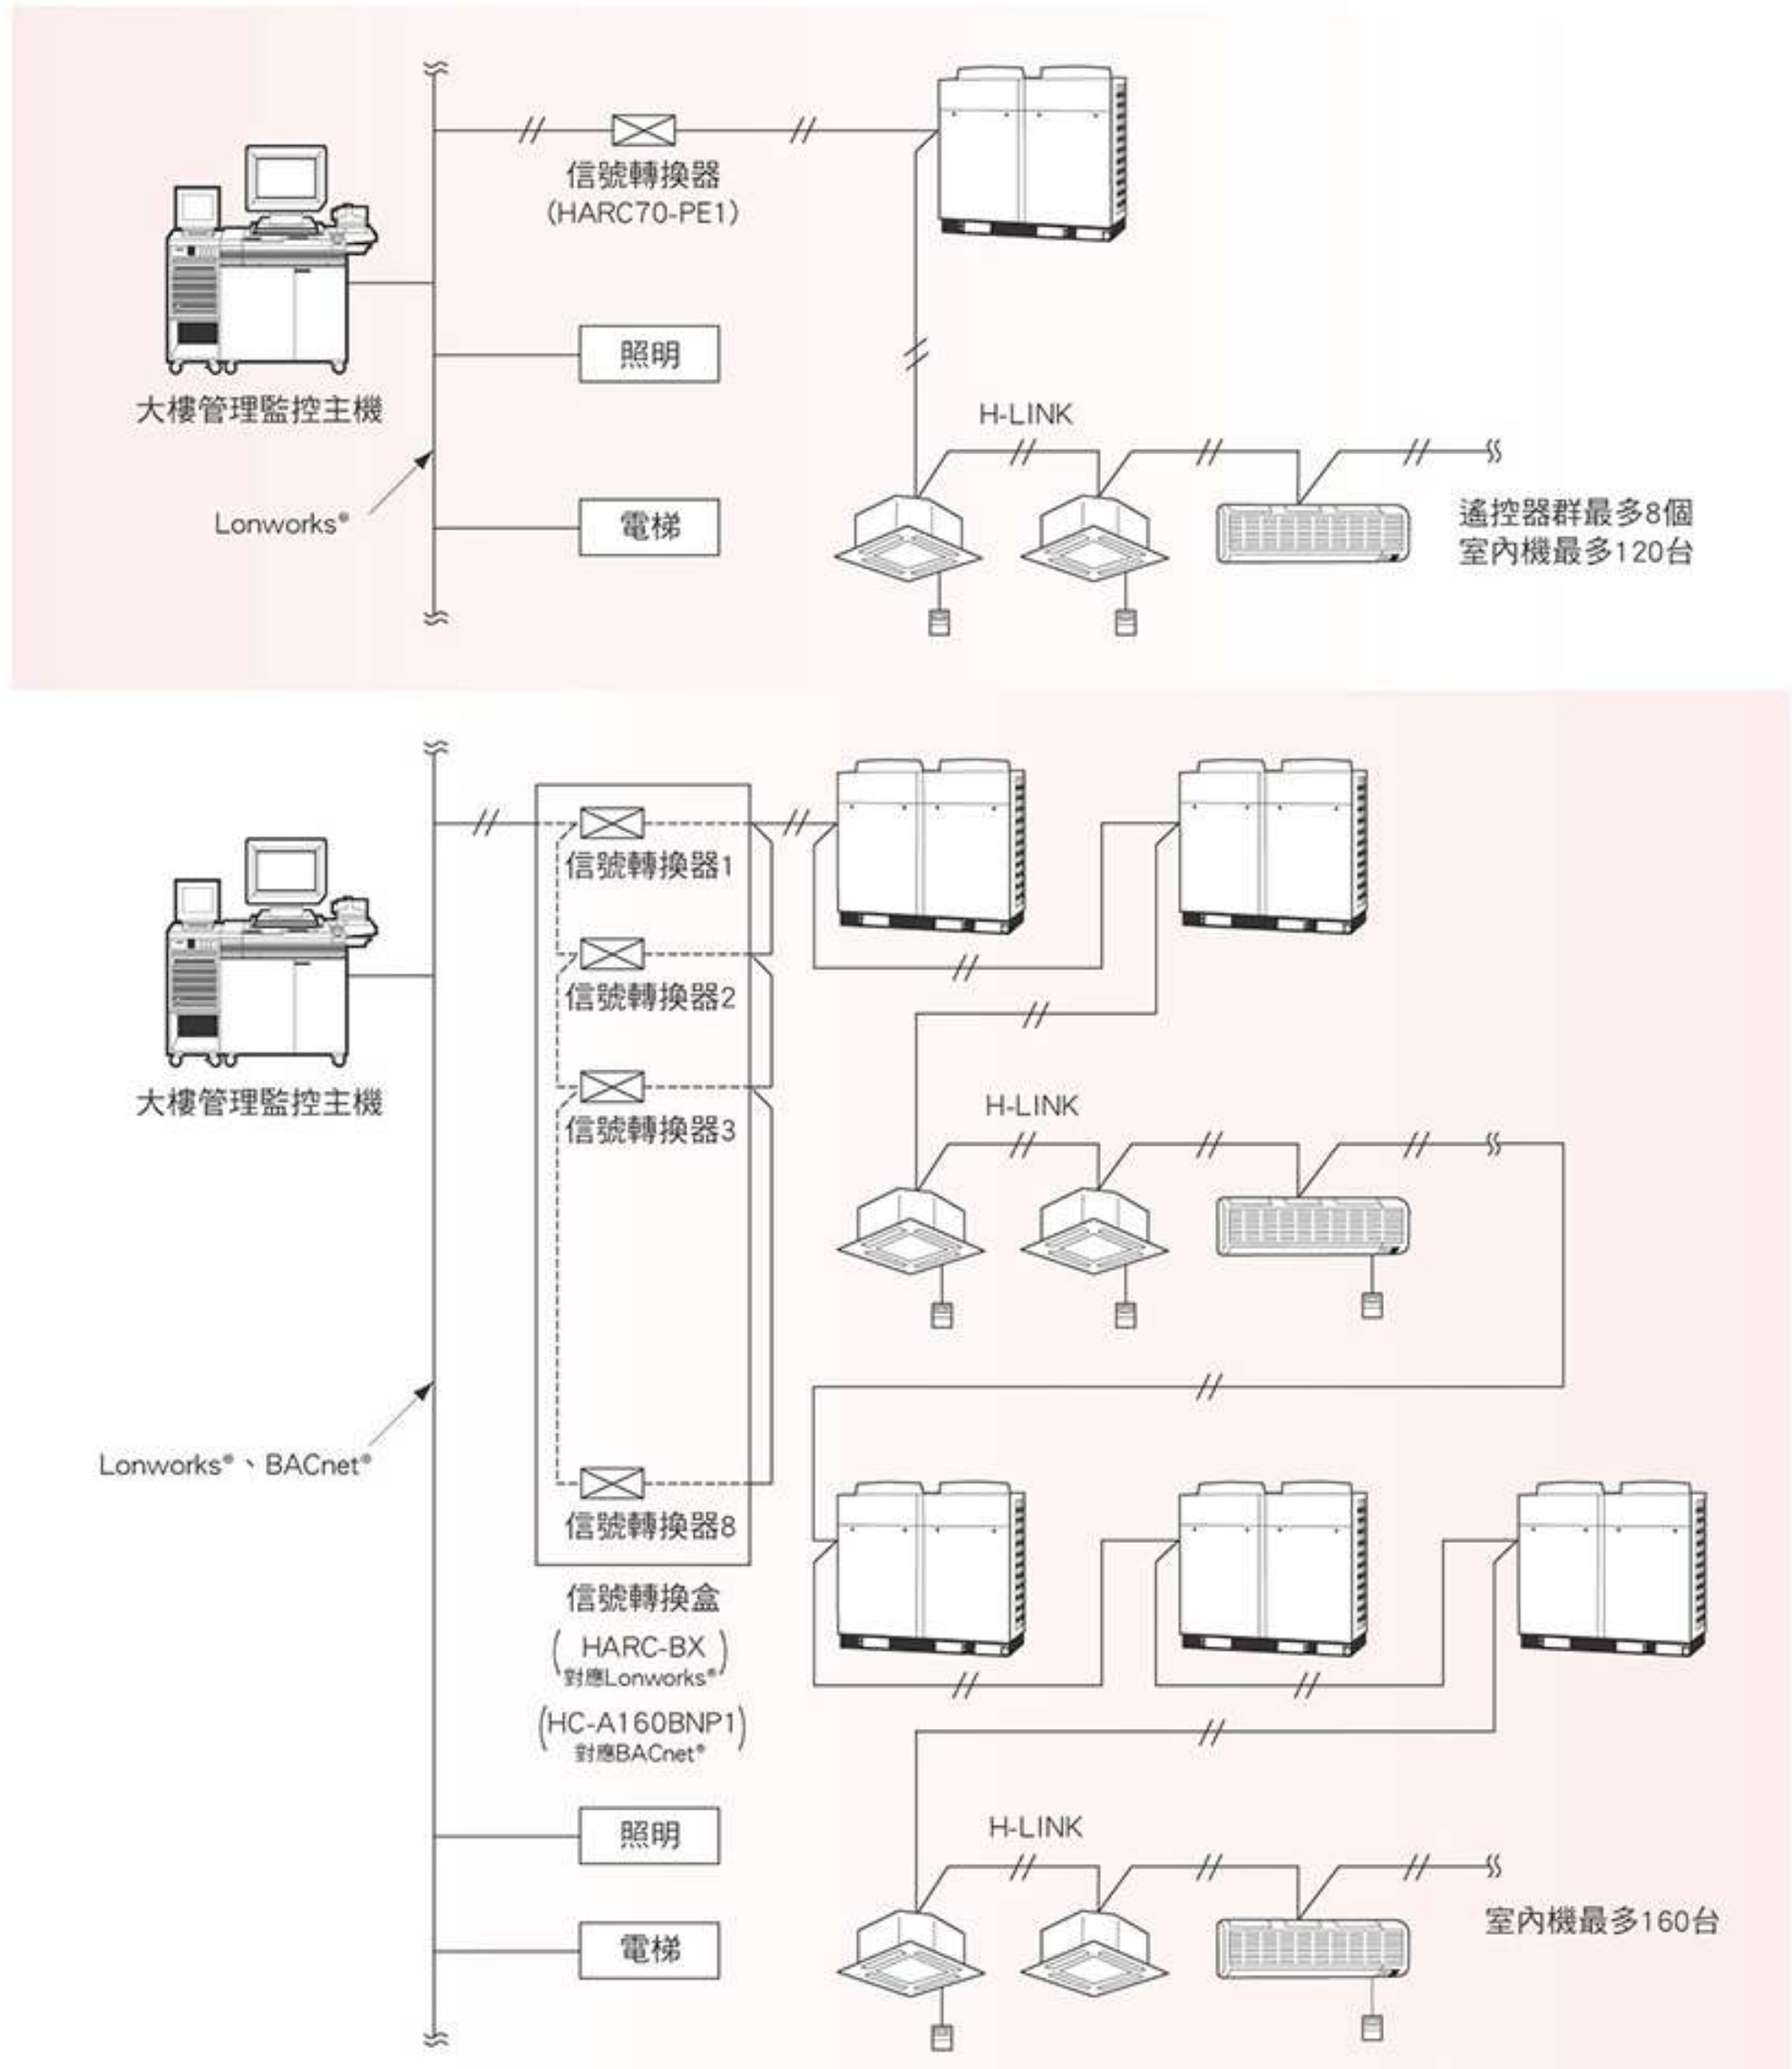 信號轉換器
(HARC70-PE1)
照明
大樓管理監控主機
H-LINK
Lonworks®
電梯
遙控器群最多8個
室內機最多120台
信號轉換器1
信號轉換器2
大樓管理監控主機
信號轉換器3
H-LINK
Lonworks®、BACnet®
信號轉換器8
信號轉換盒
(HARC-BX
對應Lonworks®)
(HC-A160BNP1)
對應BACnet®
照明
H-LINK
室內機最多160台
電梯